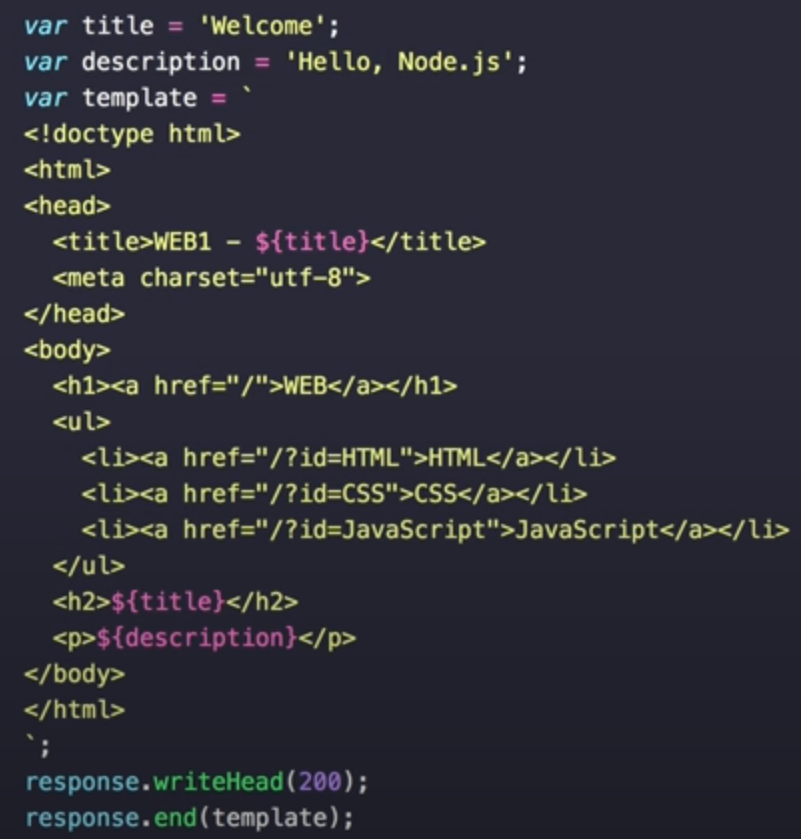 var title = 'Welcome';
var description = 'Hello, Node.js';
var template = `
<!doctype html>
<html>
<head>
  <title>WEB1 - ${title}</title>
  <meta charset="utf-8">
</head>
<body>
  <h1><a href="/">WEB</a></h1>
  <ul>
    <li><a href="/?id=HTML">HTML</a></li>
    <li><a href="/?id=CSS">CSS</a></li>
    <li><a href="/?id=JavaScript">JavaScript</a></li>
  </ul>
  <h2>${title}</h2>
  <p>${description}</p>
</body>
</html>
`;
response.writeHead(200);
response.end(template);